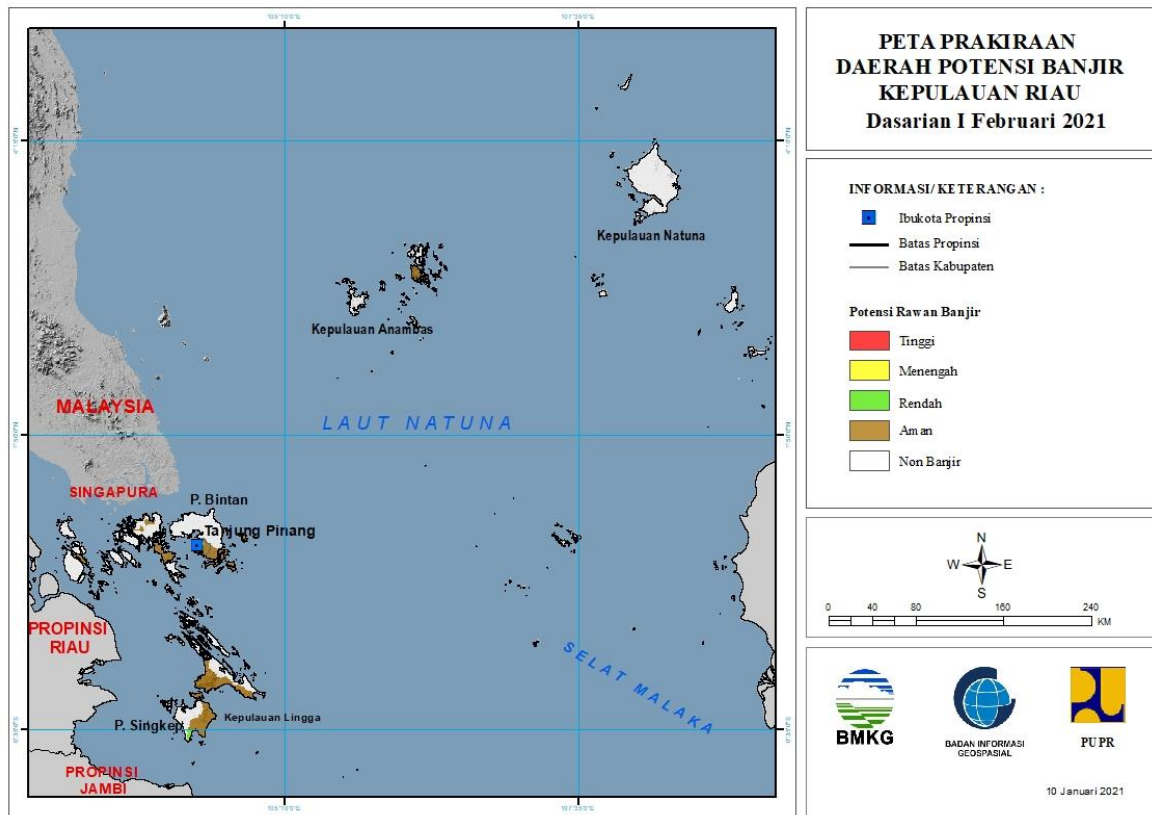 PETA PRAKIRAAN
DAERAH POTENSI BANJIR
KEPULAUAN RIAU
Dasarian I Februari 2021
INFORMASI/ KETERANGAN :
Ibukota Propinsi
Batas Propinsi
Batas Kabupaten
Potensi Rawan Banjir
Tinggi
Menengah
Rendah
Aman
Non Banjir
N
W E
S
0 40 80 160 240
KM
BMKG
BADAN INFORMASI
GEOSPASIAL
PUPR
10 Januari 2021
Kepulauan Natuna
Kepulauan Anambas
MALAYSIA
LAUT NATUNA
SINGAPURA
P. Bintan
Tanjung Pinang
PROPINSI
RIAU
SELAT MALAKA
Kepulauan Lingga
P. Singkep
PROPINSI
JAMBI